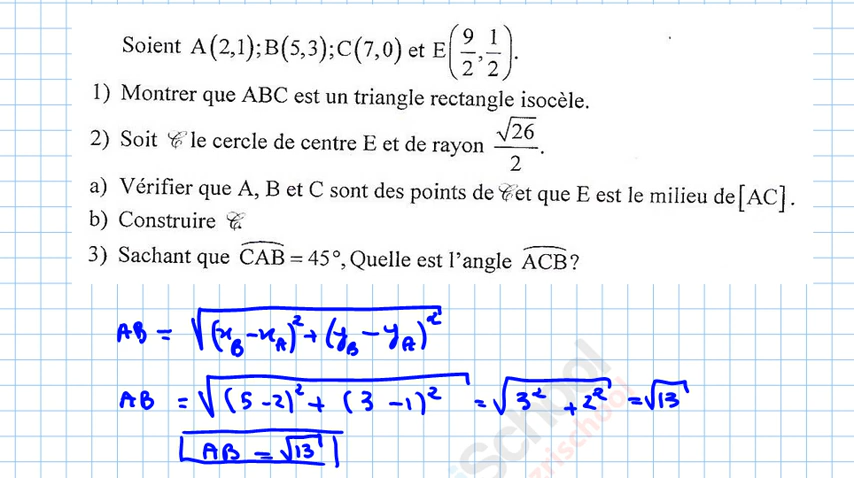 Soient A(2,1);B(5,3);C(7,0) et E(9/2, 1/2).
1) Montrer que ABC est un triangle rectangle isocèle.
2) Soit 𝒞 le cercle de centre E et de rayon √26/2.
a) Vérifier que A, B et C sont des points de 𝒞 et que E est le milieu de [AC].
b) Construire 𝒞.
3) Sachant que CAB = 45°, Quelle est l'angle ACB?
AB = √((x_B - x_A)² + (y_B - y_A)²)
AB = √((5-2)² + (3-1)²) = √(3² + 2²) = √13
AB = √13